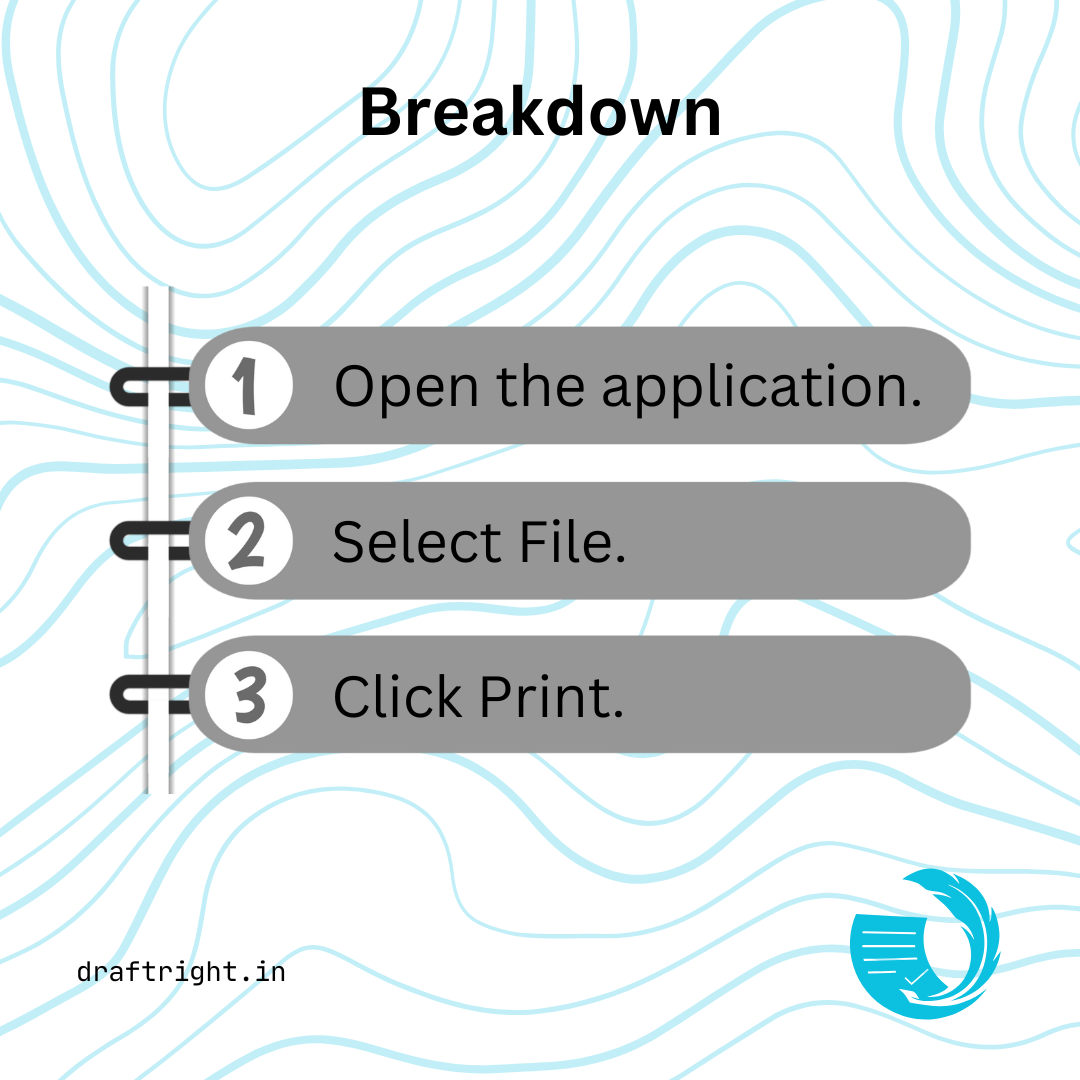 Breakdown
1 Open the application.
2 Select File.
3 Click Print.
draftright.in